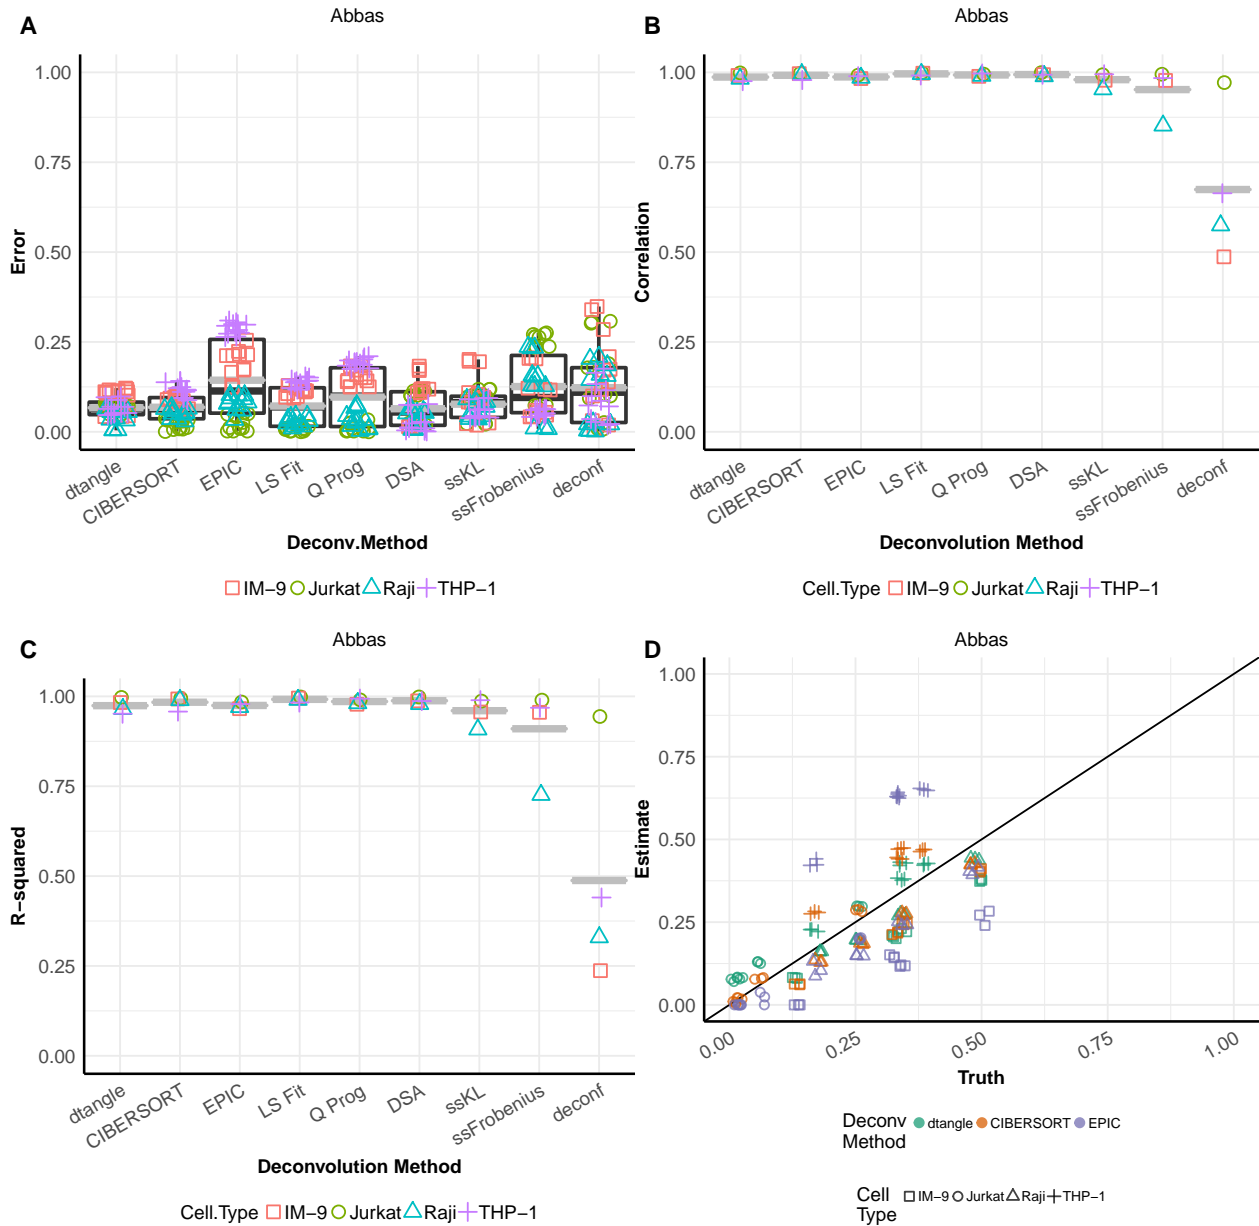 A
Abbas
Error
1.00
0.75
0.50
0.25
0.00
dtangle
CIBERSORT
EPIC
LS Fit
Q Prog
DSA
ssKL
ssFrobenius
deconf
Deconv.Method
IM−9 Jurkat Raji THP−1
B
Abbas
Correlation
1.00
0.75
0.50
0.25
0.00
dtangle
CIBERSORT
EPIC
LS Fit
Q Prog
DSA
ssKL
ssFrobenius
deconf
Deconvolution Method
Cell.Type IM−9 Jurkat Raji THP−1
C
Abbas
R−squared
1.00
0.75
0.50
0.25
0.00
dtangle
CIBERSORT
EPIC
LS Fit
Q Prog
DSA
ssKL
ssFrobenius
deconf
Deconvolution Method
Cell.Type IM−9 Jurkat Raji THP−1
D
Abbas
Estimate
1.00
0.75
0.50
0.25
0.00
0.00
0.25
0.50
0.75
1.00
Truth
Deconv
Method
dtangle CIBERSORT EPIC
Cell
Type
IM−9 Jurkat Raji THP−1